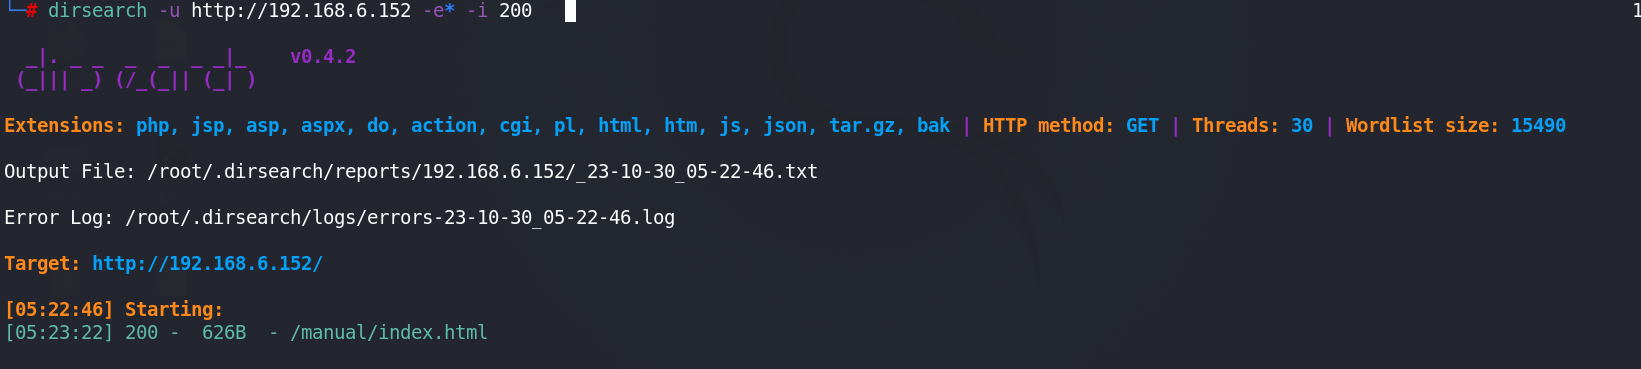 └─# dirsearch -u http://192.168.6.152 -e* -i 200
1
_|. _ _  _  _  _ _|_    v0.4.2
(_||| _) (/_(_|| (_| )
Extensions: php, jsp, asp, aspx, do, action, cgi, pl, html, htm, js, json, tar.gz, bak | HTTP method: GET | Threads: 30 | Wordlist size: 15490
Output File: /root/.dirsearch/reports/192.168.6.152/_23-10-30_05-22-46.txt
Error Log: /root/.dirsearch/logs/errors-23-10-30_05-22-46.log
Target: http://192.168.6.152/
[05:22:46] Starting:
[05:23:22] 200 -  626B  - /manual/index.html